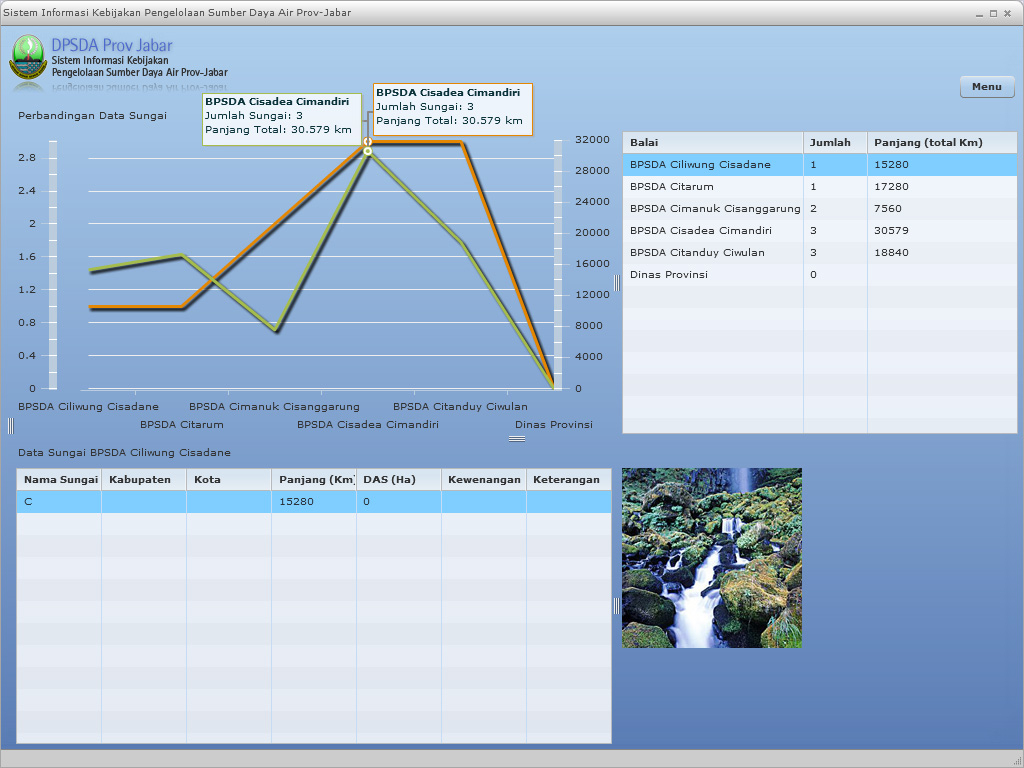 Sistem Informasi Kebijakan Pengelolaan Sumber Daya Air Prov-Jabar
DPSDA Prov Jabar
Sistem Informasi Kebijakan
Pengelolaan Sumber Daya Air Prov-Jabar
Menu
Perbandingan Data Sungai
BPSDA Cisadea Cimandiri
Jumlah Sungai: 3
Panjang Total: 30.579 km
BPSDA Cisadea Cimandiri
Jumlah Sungai: 3
Panjang Total: 30.579 km
2.8
2.4
2
1.6
1.2
0.8
0.4
0
32000
28000
24000
20000
16000
12000
8000
4000
0
BPSDA Ciliwung Cisadane
BPSDA Cimanuk Cisanggarung
BPSDA Citanduy Ciwulan
BPSDA Citarum
BPSDA Cisadea Cimandiri
Dinas Provinsi
Balai Jumlah Panjang (total Km)
BPSDA Ciliwung Cisadane 1 15280
BPSDA Citarum 1 17280
BPSDA Cimanuk Cisanggarung 2 7560
BPSDA Cisadea Cimandiri 3 30579
BPSDA Citanduy Ciwulan 3 18840
Dinas Provinsi 0
Data Sungai BPSDA Ciliwung Cisadane
Nama Sungai Kabupaten Kota Panjang (Km) DAS (Ha) Kewenangan Keterangan
C 15280 0